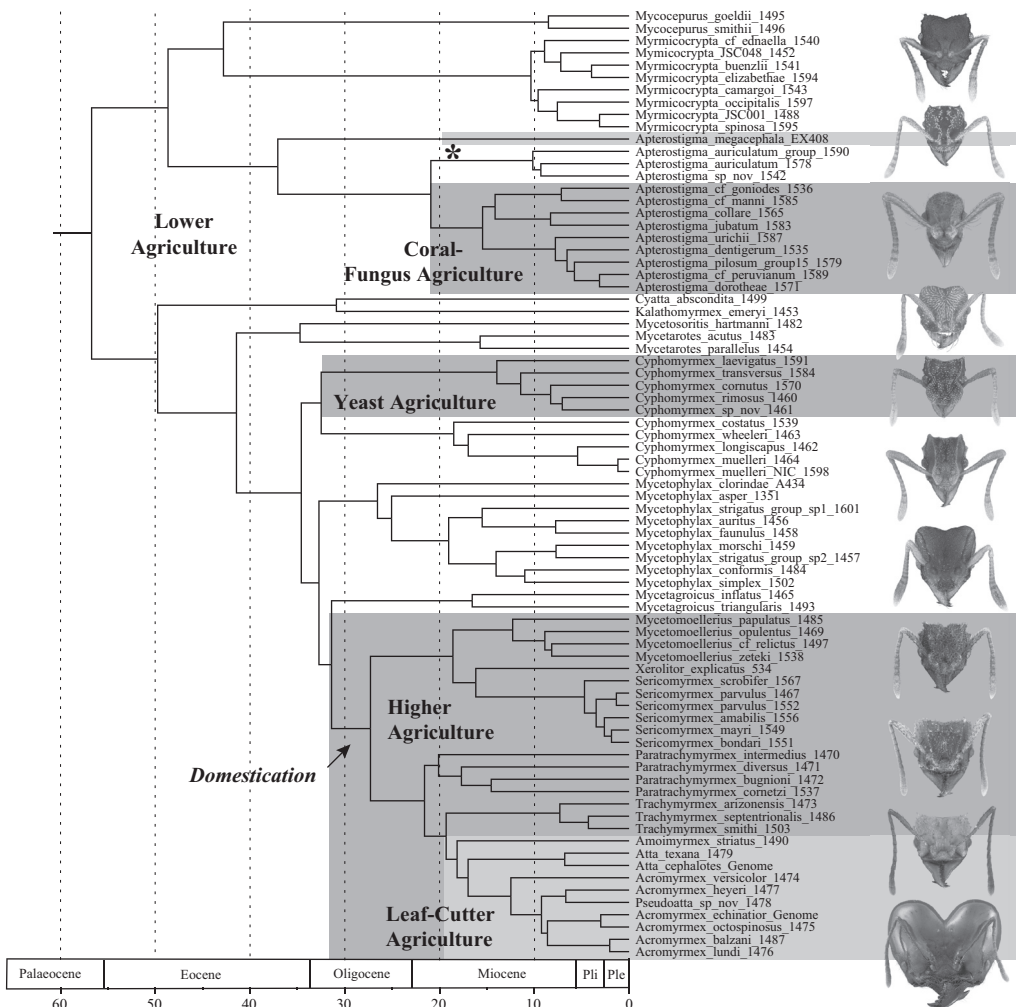 Mycocepurus_goeldii_1495
Mycocepurus_smithii_1496
Myrmicocrypta_cf_ednaella_1540
Mymicocrypta_JSC048_1452
Myrmicocrypta_buenzlii_1541
Myrmicocrypta_elizabethae_1594
Myrmicocrypta_camargoi_1543
Myrmicocrypta_occipitalis_1597
Myrmicocrypta_JSC001_1488
Myrmicocrypta_spinosa_1595
Apterostigma_megacephala_EX408
*
Apterostigma_auriculatum_group_1590
Apterostigma_auriculatum_1578
Apterostigma_sp_nov_1542
Apterostigma_cf_goniodes_1536
Apterostigma_cf_manni_1585
Apterostigma_collare_1565
Apterostigma_jubatum_1583
Apterostigma_urichii_1587
Apterostigma_dentigerum_1535
Apterostigma_pilosum_group15_1579
Apterostigma_cf_peruvianum_1589
Apterostigma_dorotheae_1571
Lower
Agriculture
Coral-
Fungus Agriculture
Cyatta_abscondita_1499
Kalathomyrmex_emeryi_1453
Mycetosoritis_hartmanni_1482
Mycetarotes_acutus_1483
Mycetarotes_parallelus_1454
Cyphomyrmex_laevigatus_1591
Cyphomyrmex_transversus_1584
Cyphomyrmex_cornutus_1570
Cyphomyrmex_rimosus_1460
Cyphomyrmex_sp_nov_1461
Yeast Agriculture
Cyphomyrmex_costatus_1539
Cyphomyrmex_wheeleri_1463
Cyphomyrmex_longiscapus_1462
Cyphomyrmex_muelleri_1464
Cyphomyrmex_muelleri_NIC_1598
Mycetophylax_clorindae_A434
Mycetophylax_asper_1351
Mycetophylax_strigatus_group_sp1_1601
Mycetophylax_auritus_1456
Mycetophylax_faunulus_1458
Mycetophylax_morschi_1459
Mycetophylax_strigatus_group_sp2_1457
Mycetophylax_conformis_1484
Mycetophylax_simplex_1502
Mycetagroicus_inflatus_1465
Mycetagroicus_triangularis_1493
Mycetomoellerius_papulatus_1485
Mycetomoellerius_opulentus_1469
Mycetomoellerius_cf_relictus_1497
Mycetomoellerius_zeteki_1538
Xerolitor_explicatus_534
Sericomyrmex_scrobifer_1567
Sericomyrmex_parvulus_1467
Sericomyrmex_parvulus_1552
Sericomyrmex_amabilis_1556
Sericomyrmex_mayri_1549
Sericomyrmex_bondari_1551
Higher
Agriculture
Domestication
Paratrachymyrmex_intermedius_1470
Paratrachymyrmex_diversus_1471
Paratrachymyrmex_bugnioni_1472
Paratrachymyrmex_cornetzi_1537
Trachymyrmex_arizonensis_1473
Trachymyrmex_septentrionalis_1486
Trachymyrmex_smithi_1503
Amoimyrmex_striatus_1490
Atta_texana_1479
Atta_cephalotes_Genome
Acromyrmex_versicolor_1474
Acromyrmex_heyeri_1477
Pseudoatta_sp_nov_1478
Acromyrmex_echinatior_Genome
Acromyrmex_octospinosus_1475
Acromyrmex_balzani_1487
Acromyrmex_lundi_1476
Leaf-Cutter
Agriculture
Palaeocene Eocene Oligocene Miocene Pli Ple
60 50 40 30 20 10 0